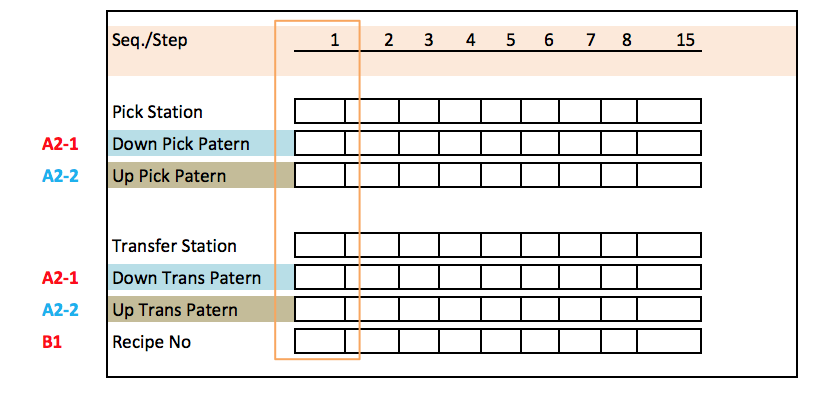 Seq./Step 1 2 3 4 5 6 7 8 15
Pick Station
A2-1 Down Pick Patern
A2-2 Up Pick Patern
Transfer Station
A2-1 Down Trans Patern
A2-2 Up Trans Patern
B1 Recipe No